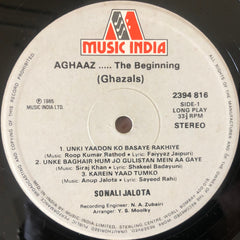 MUSIC INDIA
AGHAAZ ..... The Beginning
(Ghazals)
2394 816
℗ 1985
MUSIC INDIA LTD.
SIDE-1
LONG PLAY
33⅓ RPM
STEREO
1. UNKI YAADON KO BASAYE RAKHIYE
Music: Roop Kumar Rathod — Lyric: Faiyyaz Jaipuri
2. UNKE BAGHAIR HUM JO GULISTAN MEIN AA GAYE
Music: Siraj Khan — Lyric: Shakeel Badayuni
3. KAREIN YAAD TUMKO
Music: Anup Jalota — Lyric: Sayeed Rahi
SONALI JALOTA
Recording Engineer: N. A. Zubairi
Arranger: Y. S. Moolky